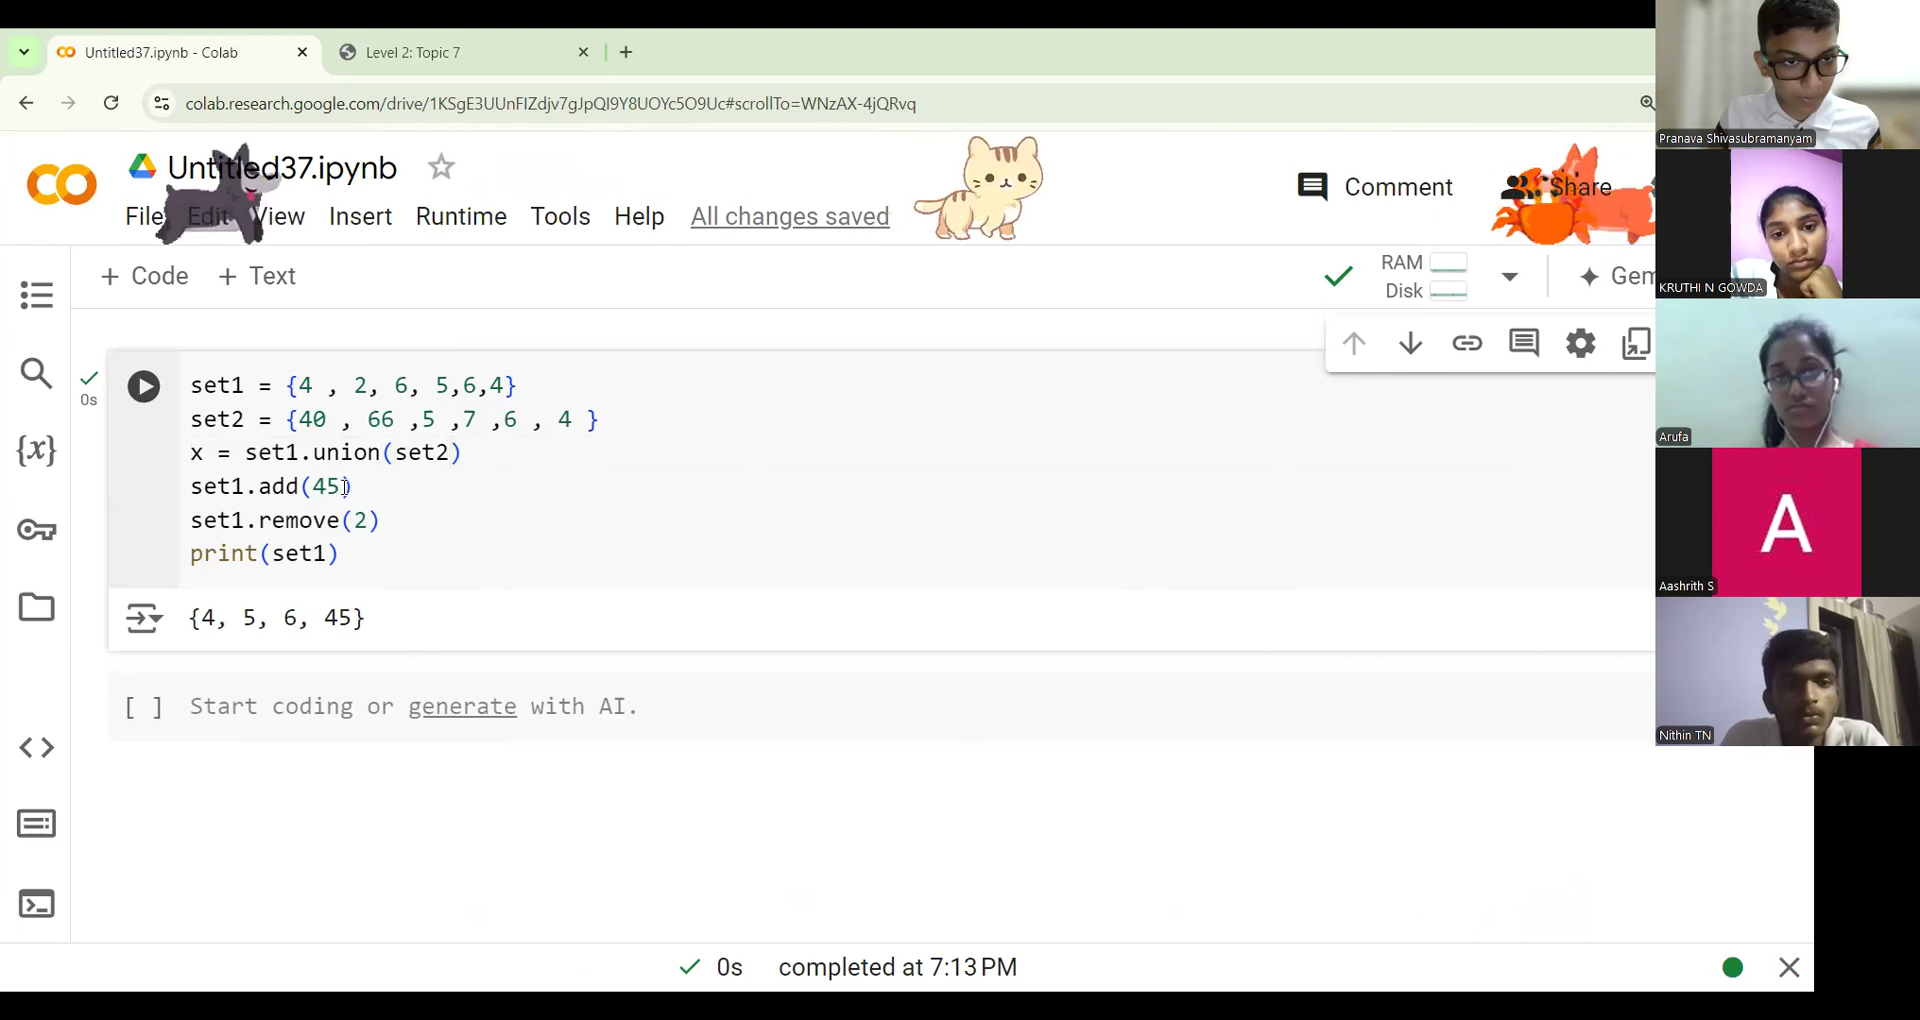 Untitled37.ipynb - Colab
Level 2: Topic 7
colab.research.google.com/drive/1KSgE3UUnFIZdjv7gJpQI9Y8UOYc5O9Uc#scrollTo=WNzAX-4jQRvq
Untitled37.ipynb
File Edit View Insert Runtime Tools Help All changes saved
Comment
Share
+ Code + Text
RAM
Disk
Gem
{x}
0s
set1 = {4 , 2, 6, 5,6,4}
set2 = {40 , 66 ,5 ,7 ,6 , 4 }
x = set1.union(set2)
set1.add(45)
set1.remove(2)
print(set1)
{4, 5, 6, 45}
[ ] Start coding or generate with AI.
0s completed at 7:13 PM
Pranava Shivasubramanyam
KRUTHI N GOWDA
Arufa
A
Aashrith S
Nithin TN